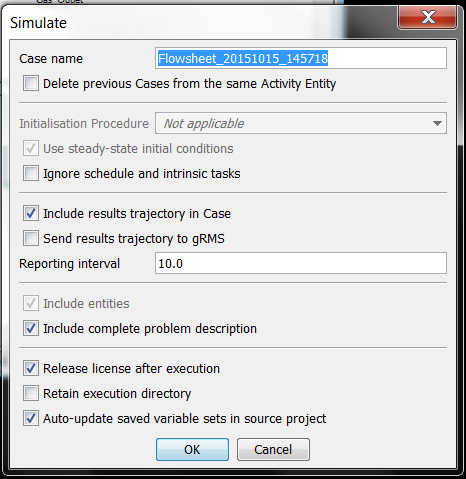 Gas_Outlet
Simulate
Case name Flowsheet_20151015_145718
Delete previous Cases from the same Activity Entity
Initialisation Procedure Not applicable
Use steady-state initial conditions
Ignore schedule and intrinsic tasks
Include results trajectory in Case
Send results trajectory to gRMS
Reporting interval 10.0
Include entities
Include complete problem description
Release license after execution
Retain execution directory
Auto-update saved variable sets in source project
OK Cancel